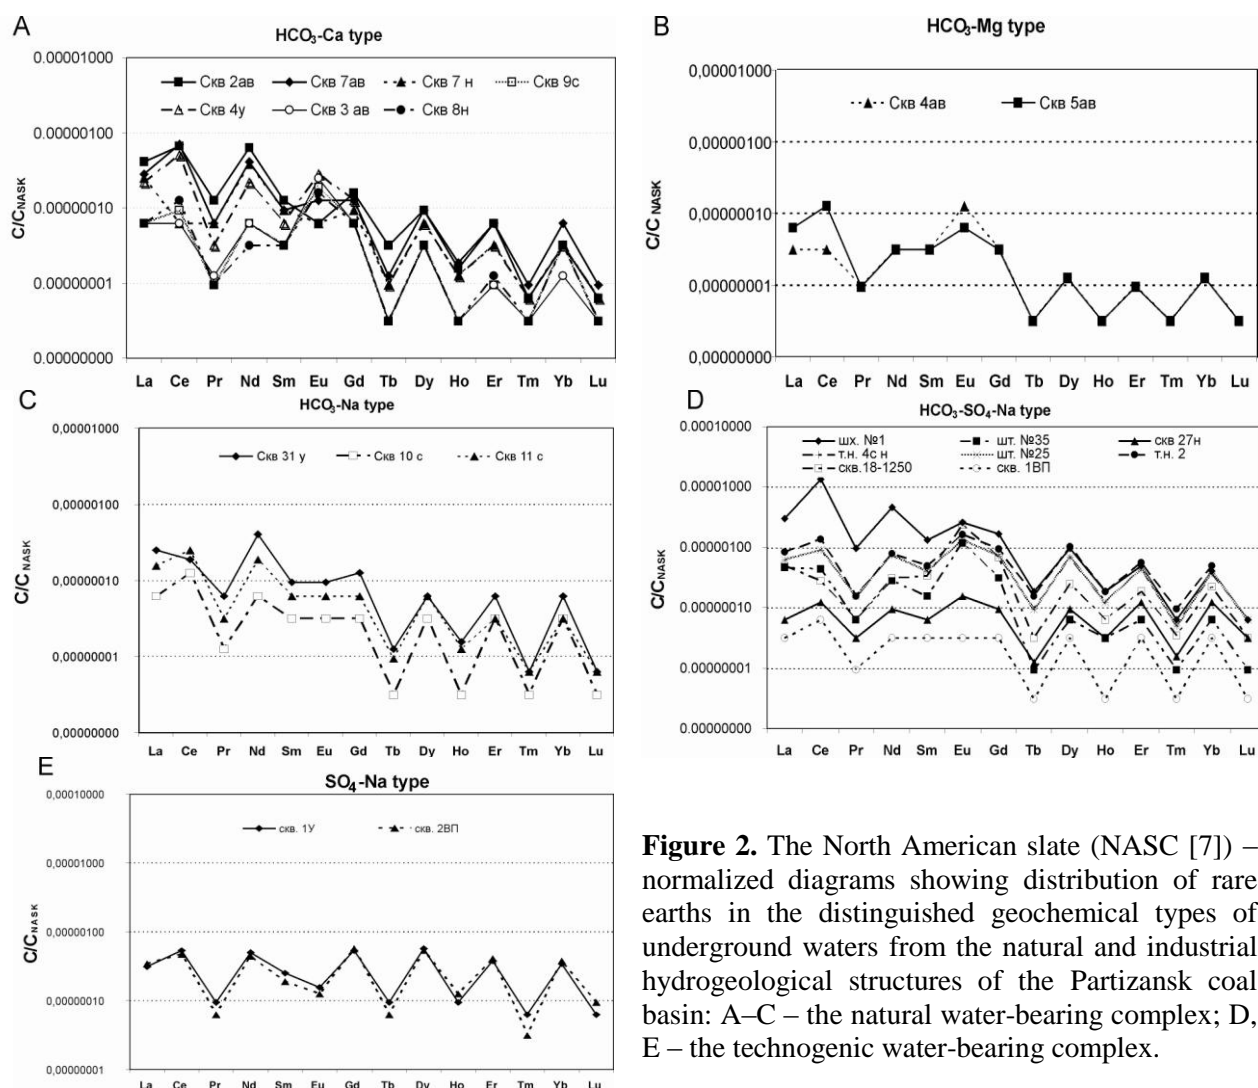 A
HCO₃-Ca type
0.00001000
0.00000100
0.00000010
0.00000001
0.00000000
C/C NASK
Скв 2ав
Скв 7ав
Скв 7 н
Скв 9с
Скв 4у
Скв 3 ав
Скв 8н
La Ce Pr Nd Sm Eu Gd Tb Dy Ho Er Tm Yb Lu
B
HCO₃-Mg type
0,00001000
0,00000100
0,00000010
0,00000001
0,00000000
C/C NASK
Скв 4ав
Скв 5ав
La Ce Pr Nd Sm Eu Gd Tb Dy Ho Er Tm Yb Lu
C
HCO₃-Na type
0,00001000
0,00000100
0,00000010
0,00000001
0,00000000
C/C NASK
Скв 31 у
Скв 10 с
Скв 11 с
La Ce Pr Nd Sm Eu Gd Tb Dy Ho Er Tm Yb Lu
D
HCO₃-SO₄-Na type
0.00010000
0.00001000
0.00000100
0.00000010
0.00000001
0.00000000
C/C NASK
шх. №1
шт. №35
скв 27н
т.н. 4с н
шт. №25
т.н. 2
скв.18-1250
скв. 1ВП
La Ce Pr Nd Sm Eu Gd Tb Dy Ho Er Tm Yb Lu
E
SO₄-Na type
0,00010000
0,00001000
0,00000100
0,00000010
0,00000001
C/C NASK
скв. 1У
скв. 2ВП
La Ce Pr Nd Sm Eu Gd Tb Dy Ho Er Tm Yb Lu
Figure 2. The North American slate (NASC [7]) –
normalized diagrams showing distribution of rare
earths in the distinguished geochemical types of
underground waters from the natural and industrial
hydrogeological structures of the Partizansk coal
basin: A–C – the natural water-bearing complex; D,
E – the technogenic water-bearing complex.